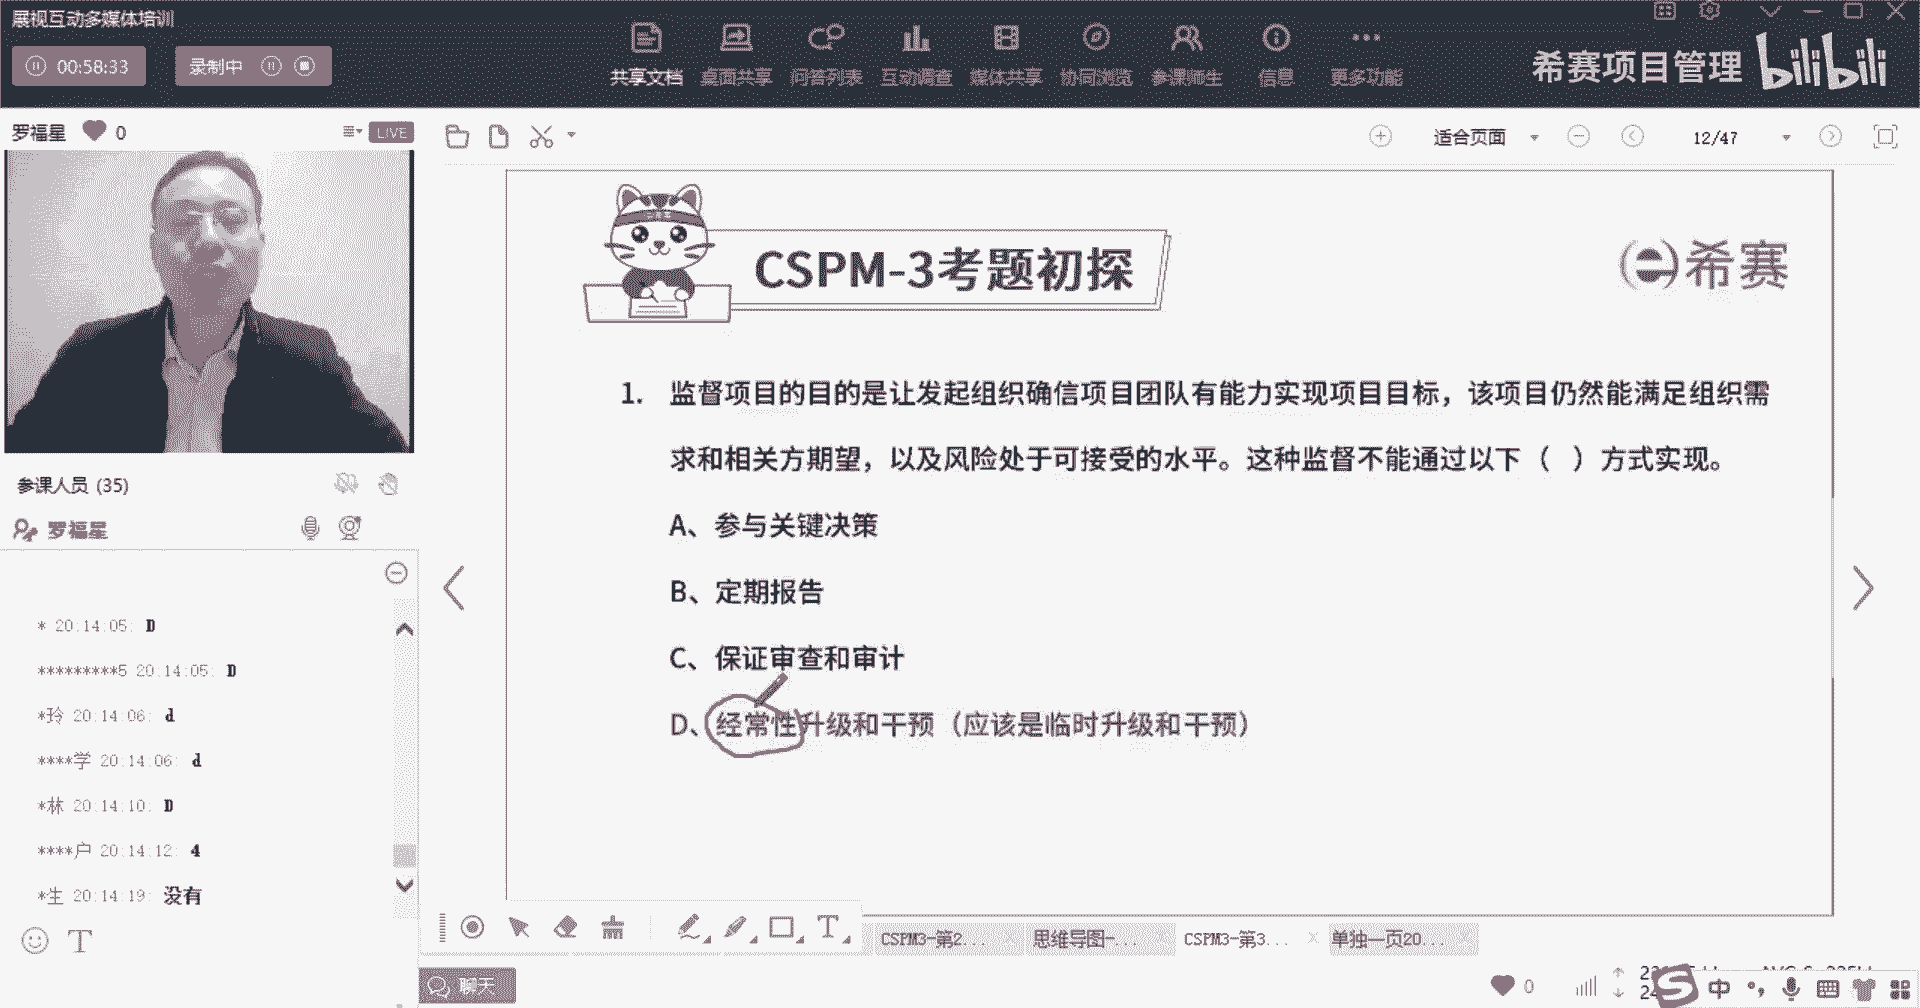 展视互动多媒体培训
00:58:33
录制中
共享文档 桌面共享 问答列表 互动调查 媒体共享 协同浏览 参课师生 信息 更多功能
希赛项目管理 bilibili
罗福星 0
LIVE
适合页面
12/47
CSPM-3考题初探
希赛
1. 监督项目的目的是让发起组织确信项目团队有能力实现项目目标，该项目仍然能满足组织需
求和相关方期望，以及风险处于可接受的水平。这种监督不能通过以下（ ）方式实现。
A、参与关键决策
B、定期报告
C、保证审查和审计
D、经常性升级和干预（应该是临时升级和干预）
参课人员 (35)
罗福星
* 20:14:05: D
*********5 20:14:05: D
*玲 20:14:06: d
****学 20:14:06: d
*林 20:14:10: D
****户 20:14:12: 4
*生 20:14:19: 没有
T
T
CSPM3-第2... 思维导图-... CSPM3-第3... 单独一页20...
聊天
0
S 中